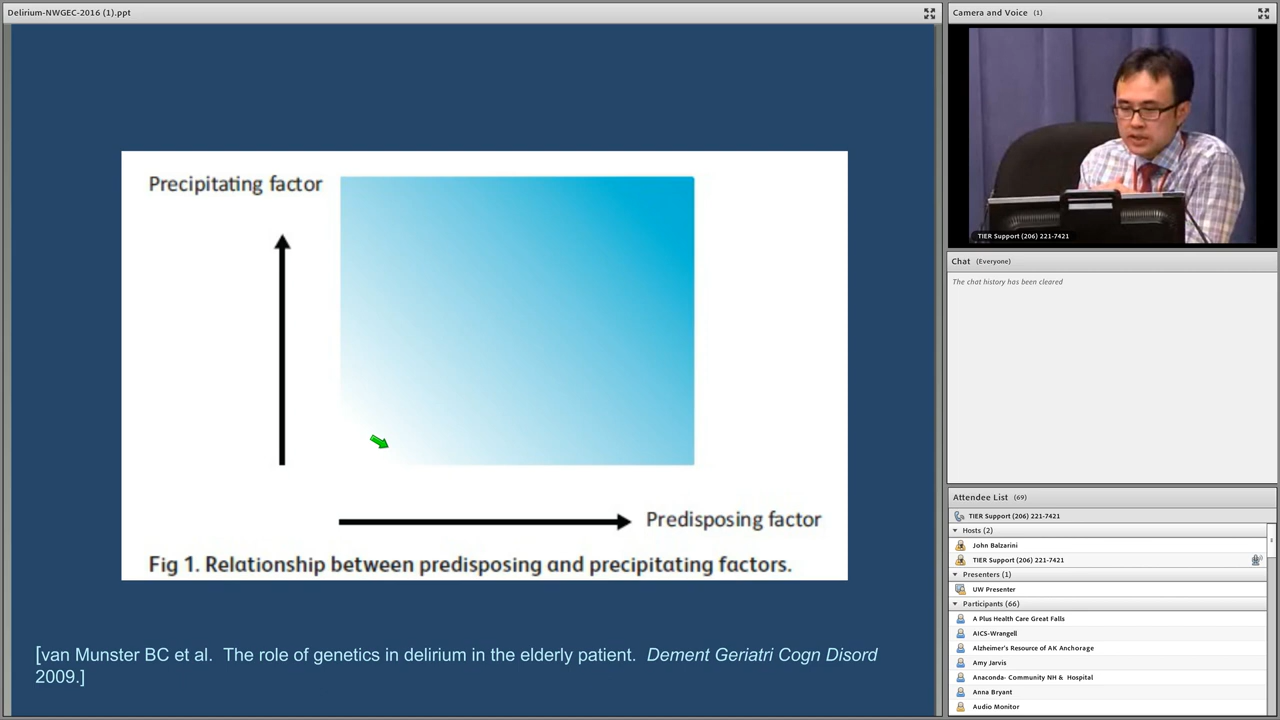 Delirium-NWGEC-2016 (1).ppt
Precipitating factor
Predisposing factor
Fig 1. Relationship between predisposing and precipitating factors.
[van Munster BC et al.  The role of genetics in delirium in the elderly patient.  Dement Geriatri Cogn Disord
2009.]
Camera and Voice (1)
TIER Support (206) 221-7421
Chat (Everyone)
The chat history has been cleared
Attendee List (69)
TIER Support (206) 221-7421
Hosts (2)
John Balzarini
TIER Support (206) 221-7421
Presenters (1)
UW Presenter
Participants (66)
A Plus Health Care Great Falls
AICS-Wrangell
Alzheimer's Resource of AK Anchorage
Amy Jarvis
Anaconda- Community NH &  Hospital
Anna Bryant
Audio Monitor